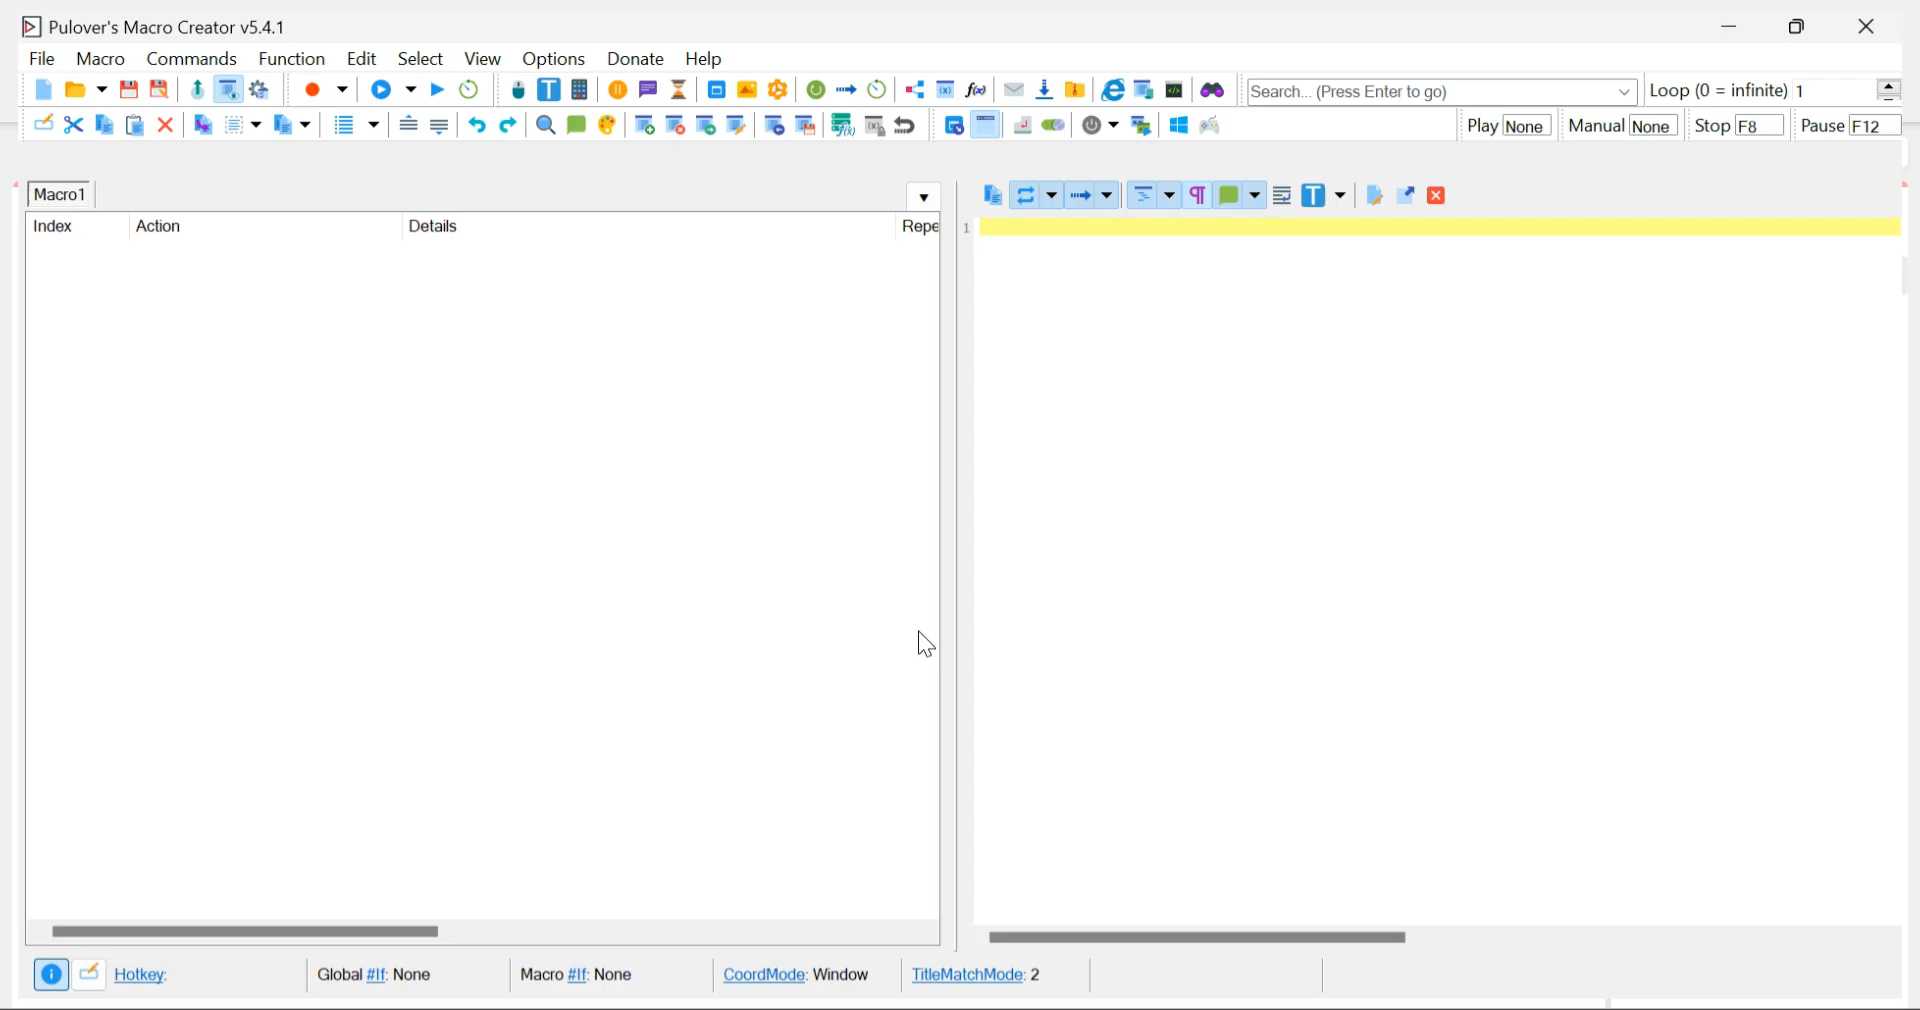 Pulover's Macro Creator v5.4.1
File Macro Commands Function Edit Select View Options Donate Help
Search... (Press Enter to go) Loop (0 = infinite) 1
Play None Manual None Stop F8 Pause F12
Macro1
Index Action Details Repe
1
Hotkey: Global #If: None Macro #If: None CoordMode: Window TitleMatchMode: 2